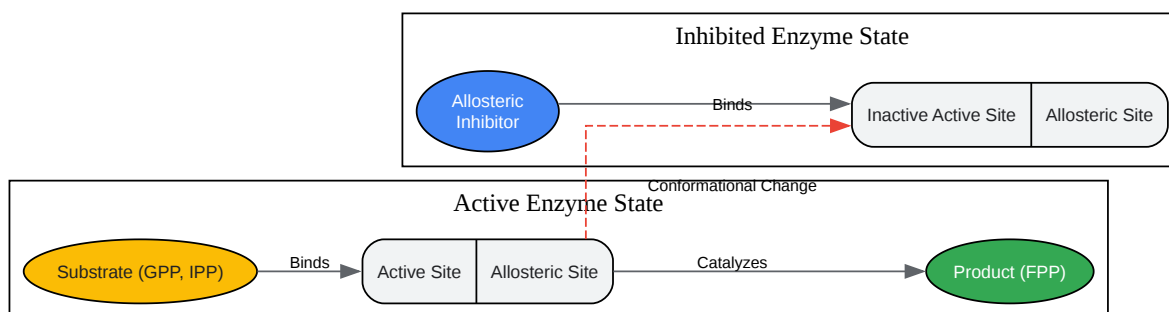 Inhibited Enzyme State
Allosteric
Inhibitor
Binds
Inactive Active Site
Allosteric Site
Conformational Change
Active Enzyme State
Substrate (GPP, IPP)
Binds
Active Site
Allosteric Site
Catalyzes
Product (FPP)